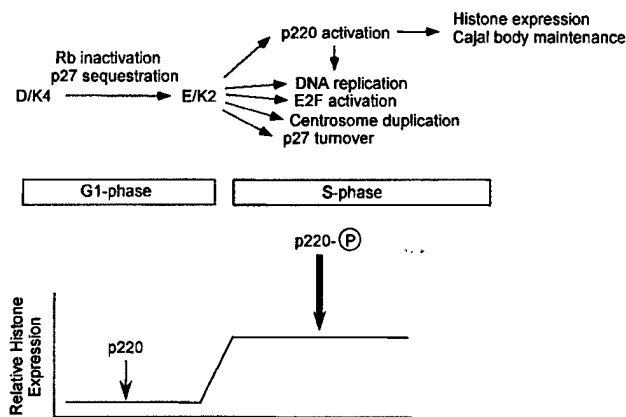 Histone expression
p220 activation
Cajal body maintenance
Rb inactivation
p27 sequestration
D/K4
E/K2
DNA replication
E2F activation
Centrosome duplication
p27 turnover
G1-phase
S-phase
p220-P
Relative Histone
Expression
p220